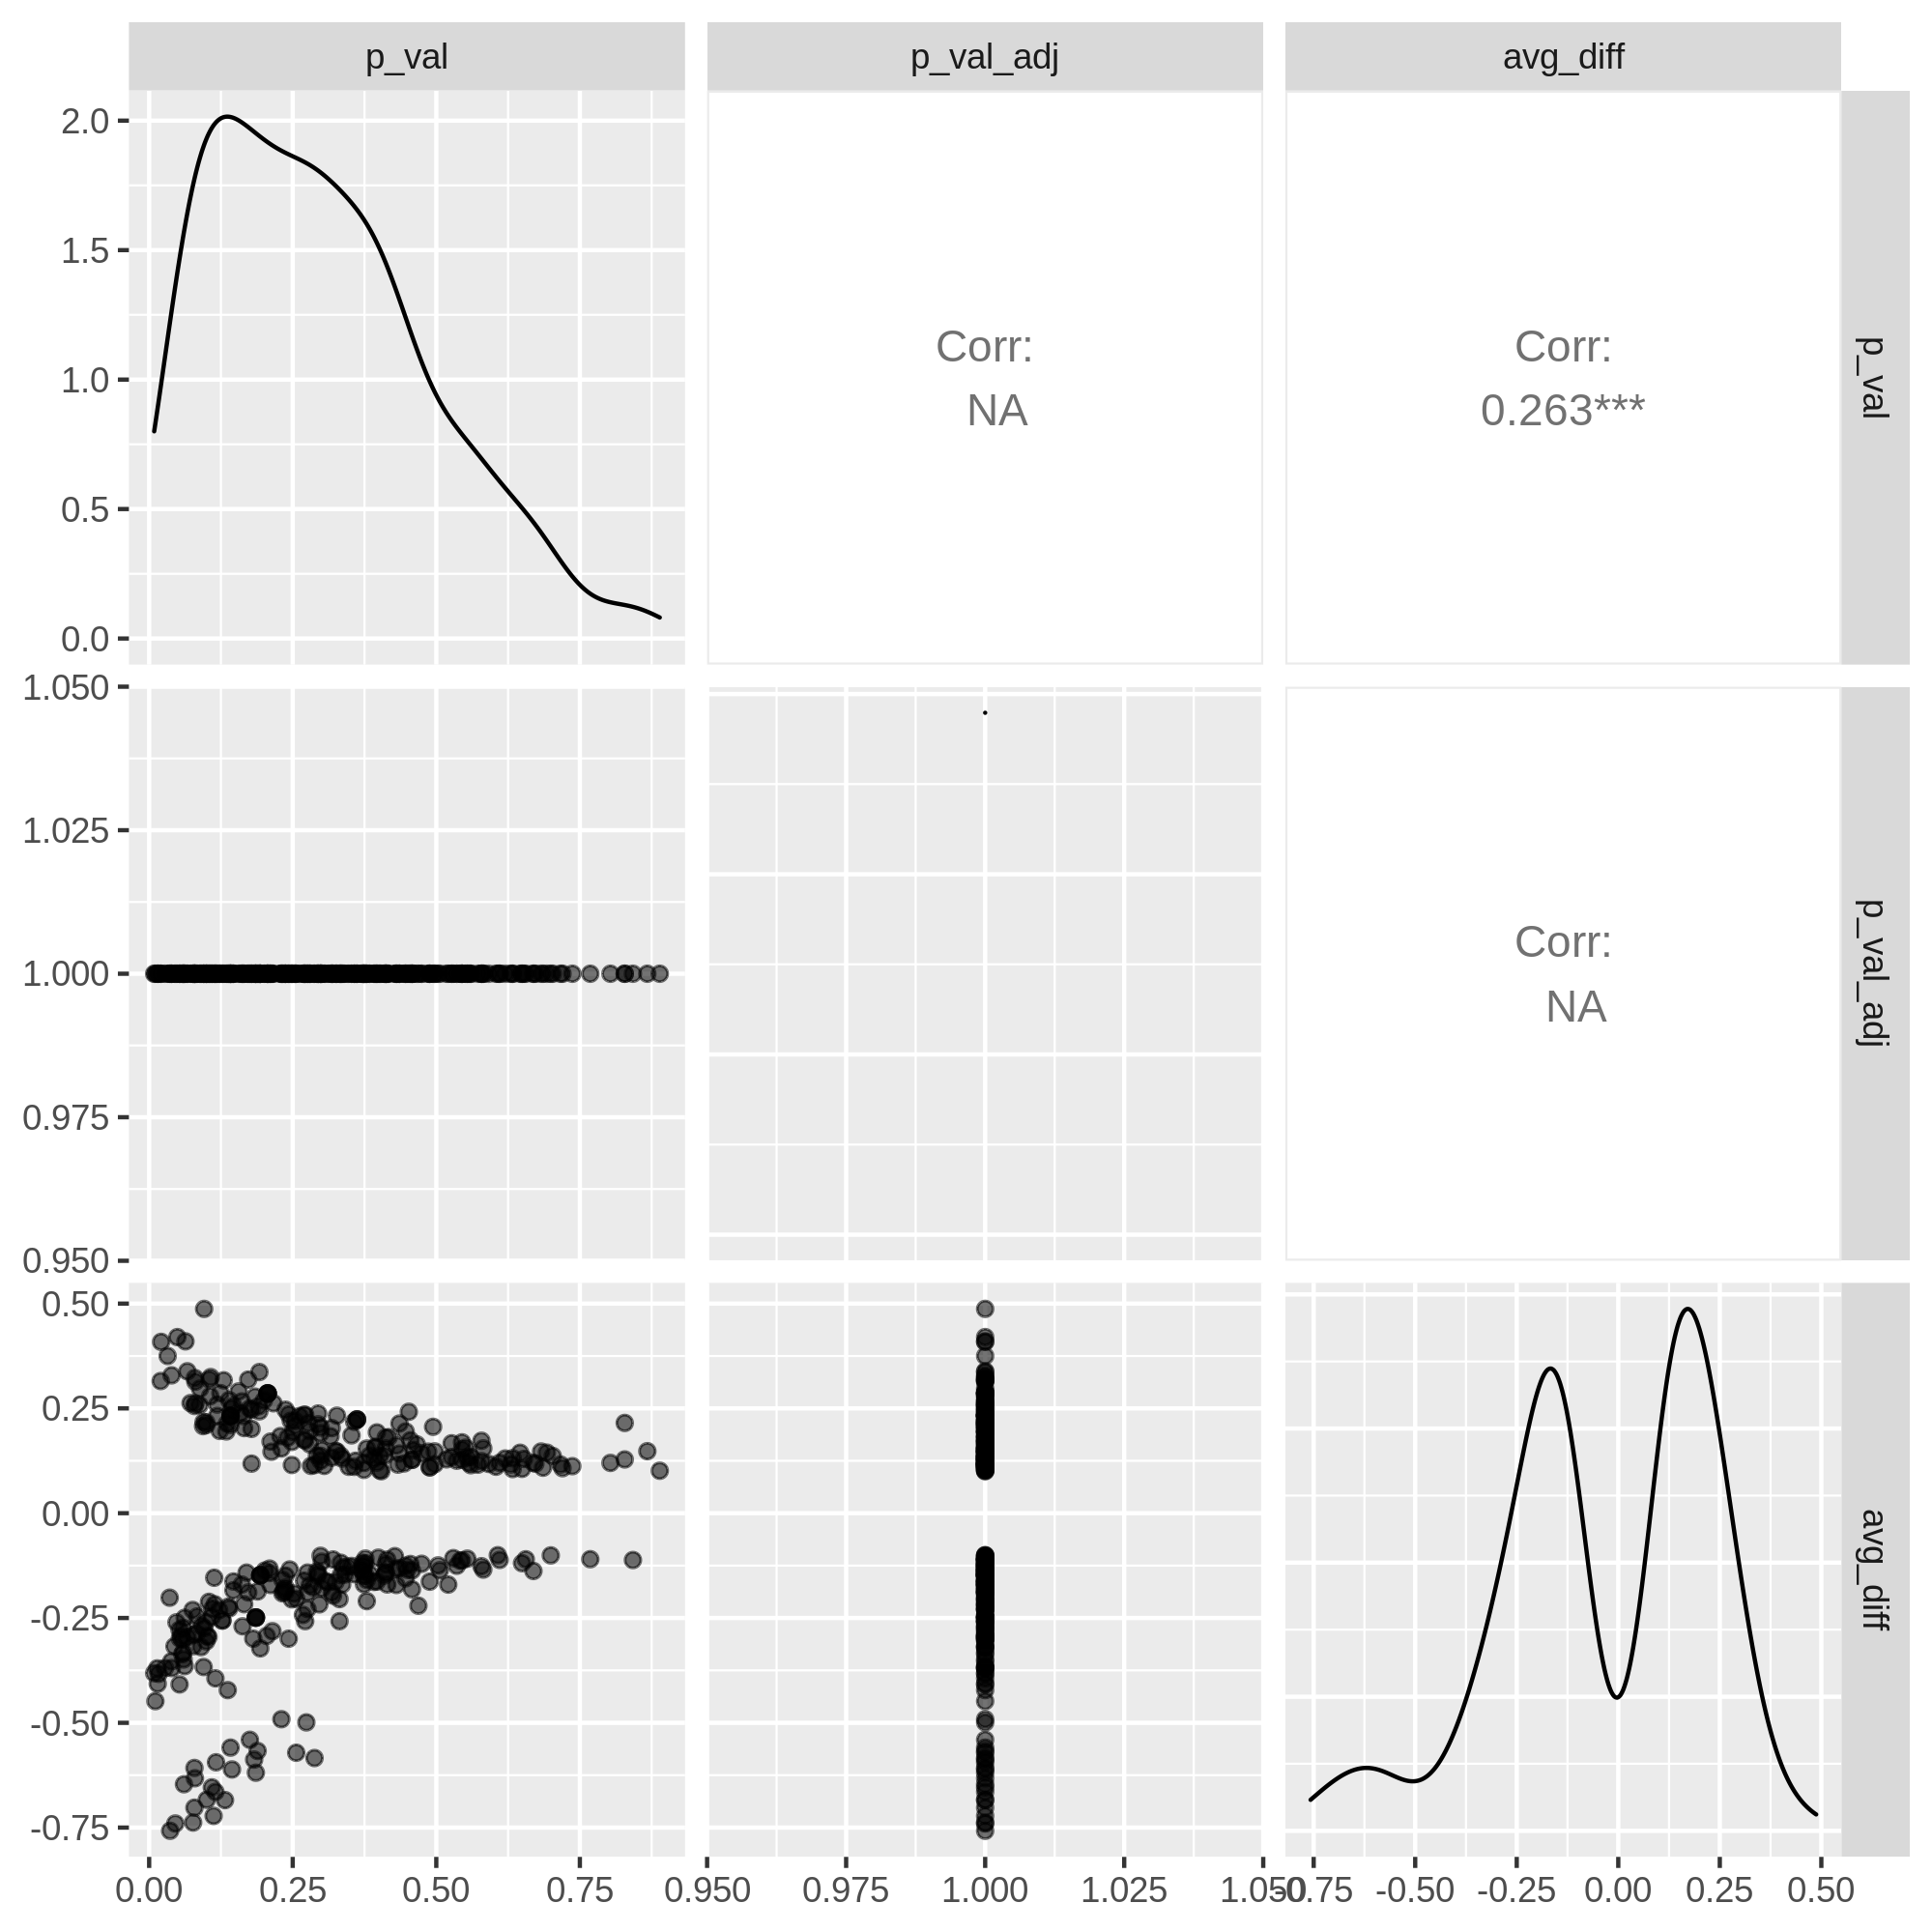 p_val
p_val_adj
avg_diff
2.0
1.5
1.0
0.5
0.0
Corr:
NA
Corr:
0.263***
p_val
1.050
1.025
1.000
0.975
0.950
Corr:
NA
p_val_adj
0.50
0.25
0.00
-0.25
-0.50
-0.75
avg_diff
0.00 0.25 0.50 0.75
0.950 0.975 1.000 1.025 1.050
-0.75 -0.50 -0.25 0.00 0.25 0.50